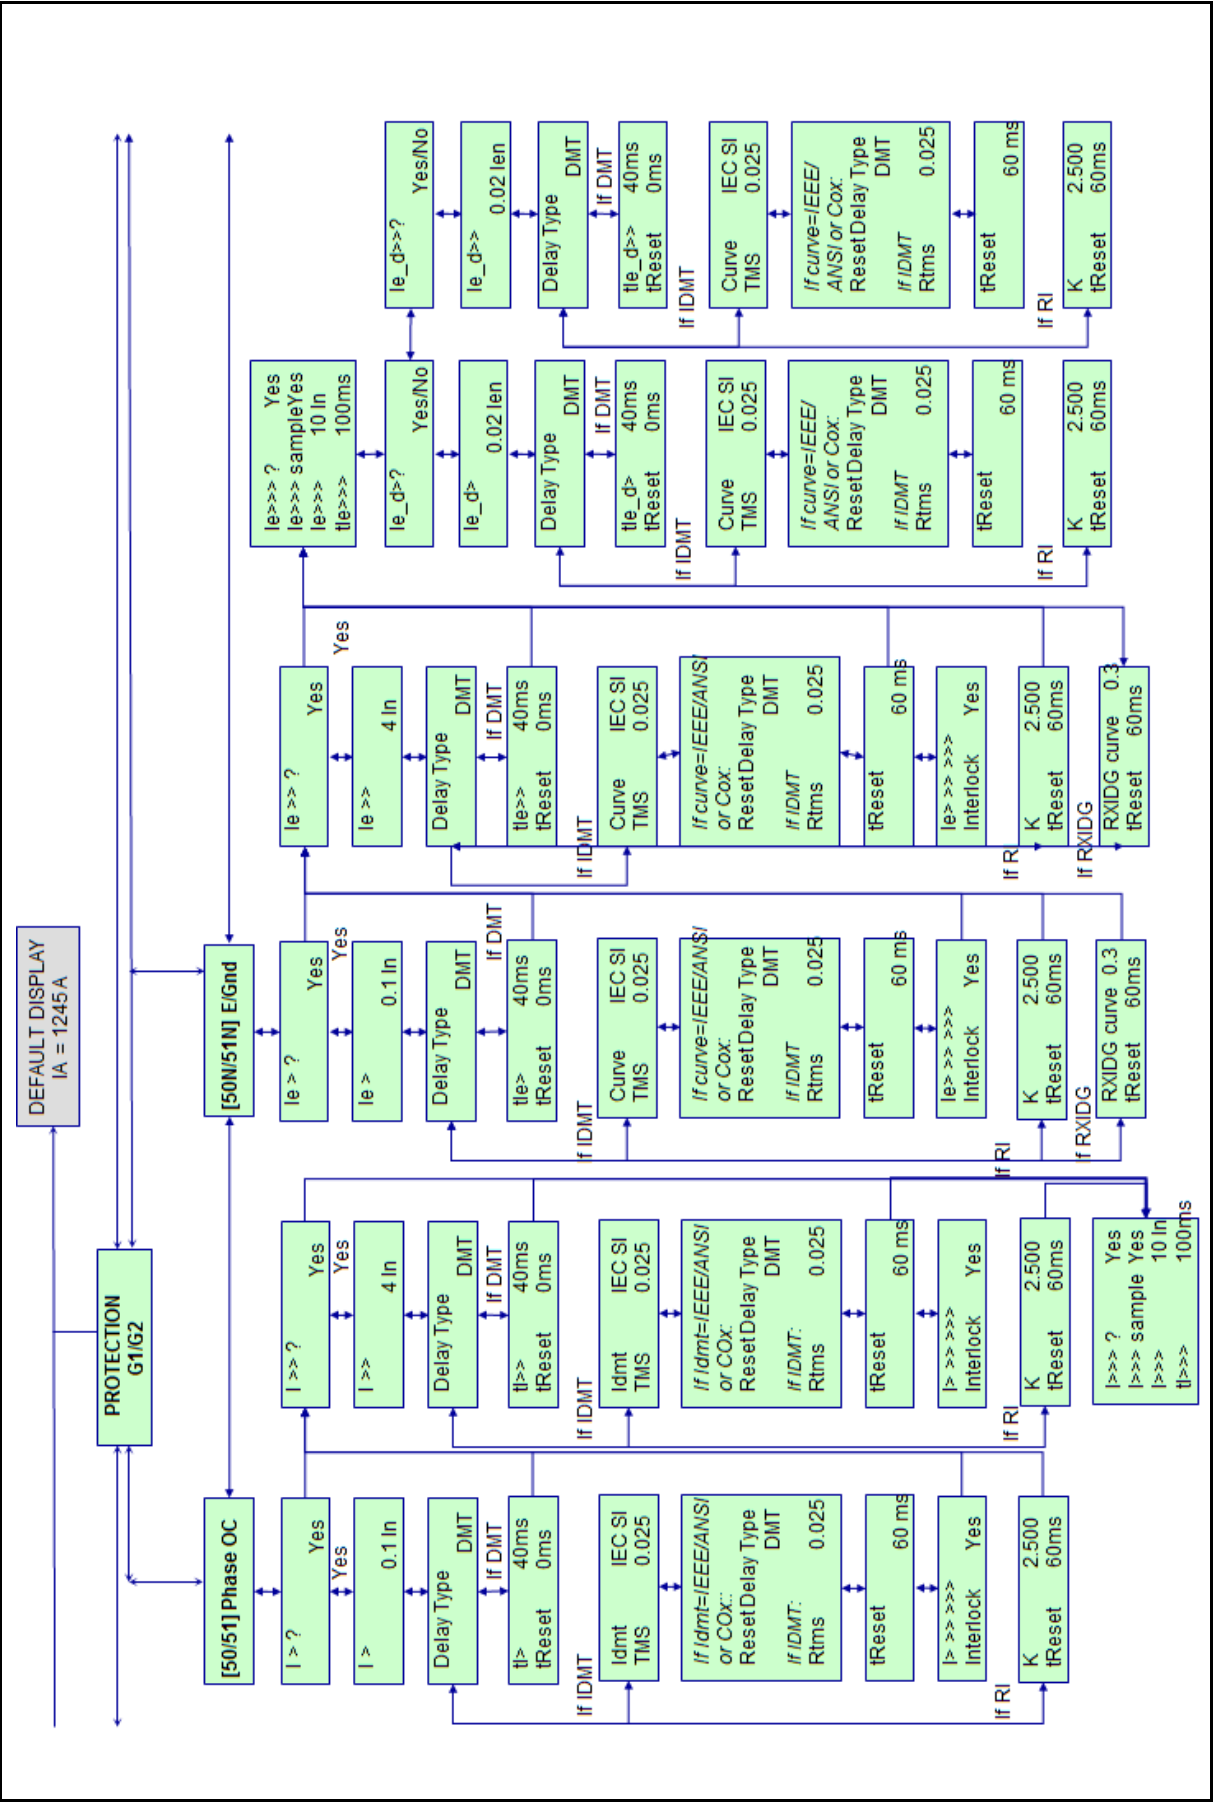 DEFAULT DISPLAY
IA = 1245 A
PROTECTION
G1/G2
[50/51] Phase OC
I > ? Yes
Yes
I > 0.1 In
Delay Type
DMT
If DMT
tI> 40ms
tReset 0ms
If IDMT
Idmt IEC SI
TMS 0.025
If Idmt=IEEE/ANSI
or COx::
Reset Delay Type
DMT
If IDMT:
Rtms 0.025
tReset
60 ms
I> >> >>>
Interlock Yes
If RI
K 2.500
tReset 60ms
I >> ? Yes
Yes
I >> 4 In
Delay Type
DMT
If DMT
tI>> 40ms
tReset 0ms
If IDMT
Idmt IEC SI
TMS 0.025
If Idmt=IEEE/ANSI
or COx:
Reset Delay Type
DMT
If IDMT:
Rtms 0.025
tReset
60 ms
I> >> >>>
Interlock Yes
If RI
K 2.500
tReset 60ms
I>>> ? Yes
I>>> sample Yes
I>>> 10 In
tI>>> 100ms
[50N/51N] E/Gnd
Ie > ? Yes
Yes
Ie > 0.1 In
Delay Type
DMT
If DMT
tIe> 40ms
tReset 0ms
If IDMT
Curve IEC SI
TMS 0.025
If curve=IEEE/ANSI
or Cox:
Reset Delay Type
DMT
If IDMT
Rtms 0.025
tReset
60 ms
Ie> >> >>>
Interlock Yes
If RI
K 2.500
tReset 60ms
If RXIDG
RXIDG curve 0.3
tReset 60ms
Ie >> ? Yes
Yes
Ie >> 4 In
Delay Type
DMT
If DMT
tIe>> 40ms
tReset 0ms
If IDMT
Curve IEC SI
TMS 0.025
If curve=IEEE/ANSI
or Cox:
Reset Delay Type
DMT
If IDMT
Rtms 0.025
tReset
60 ms
Ie> >> >>>
Interlock Yes
If RI
K 2.500
tReset 60ms
If RXIDG
RXIDG curve 0.3
tReset 60ms
Ie>>> ? Yes
Ie>>> sampleYes
Ie>>> 10 In
tIe>>> 100ms
Ie_d>?
Yes/No
Ie_d>
0.02 Ien
Delay Type
DMT
If DMT
tIe_d> 40ms
tReset 0ms
If IDMT
Curve IEC SI
TMS 0.025
If curve=IEEE/
ANSI or Cox:
Reset Delay Type
DMT
If IDMT
Rtms 0.025
tReset
60 ms
If RI
K 2.500
tReset 60ms
Ie_d>>?
Yes/No
Ie_d>>
0.02 Ien
Delay Type
DMT
If DMT
tIe_d>> 40ms
tReset 0ms
If IDMT
Curve IEC SI
TMS 0.025
If curve=IEEE/
ANSI or Cox:
Reset Delay Type
DMT
If IDMT
Rtms 0.025
tReset
60 ms
If RI
K 2.500
tReset 60ms